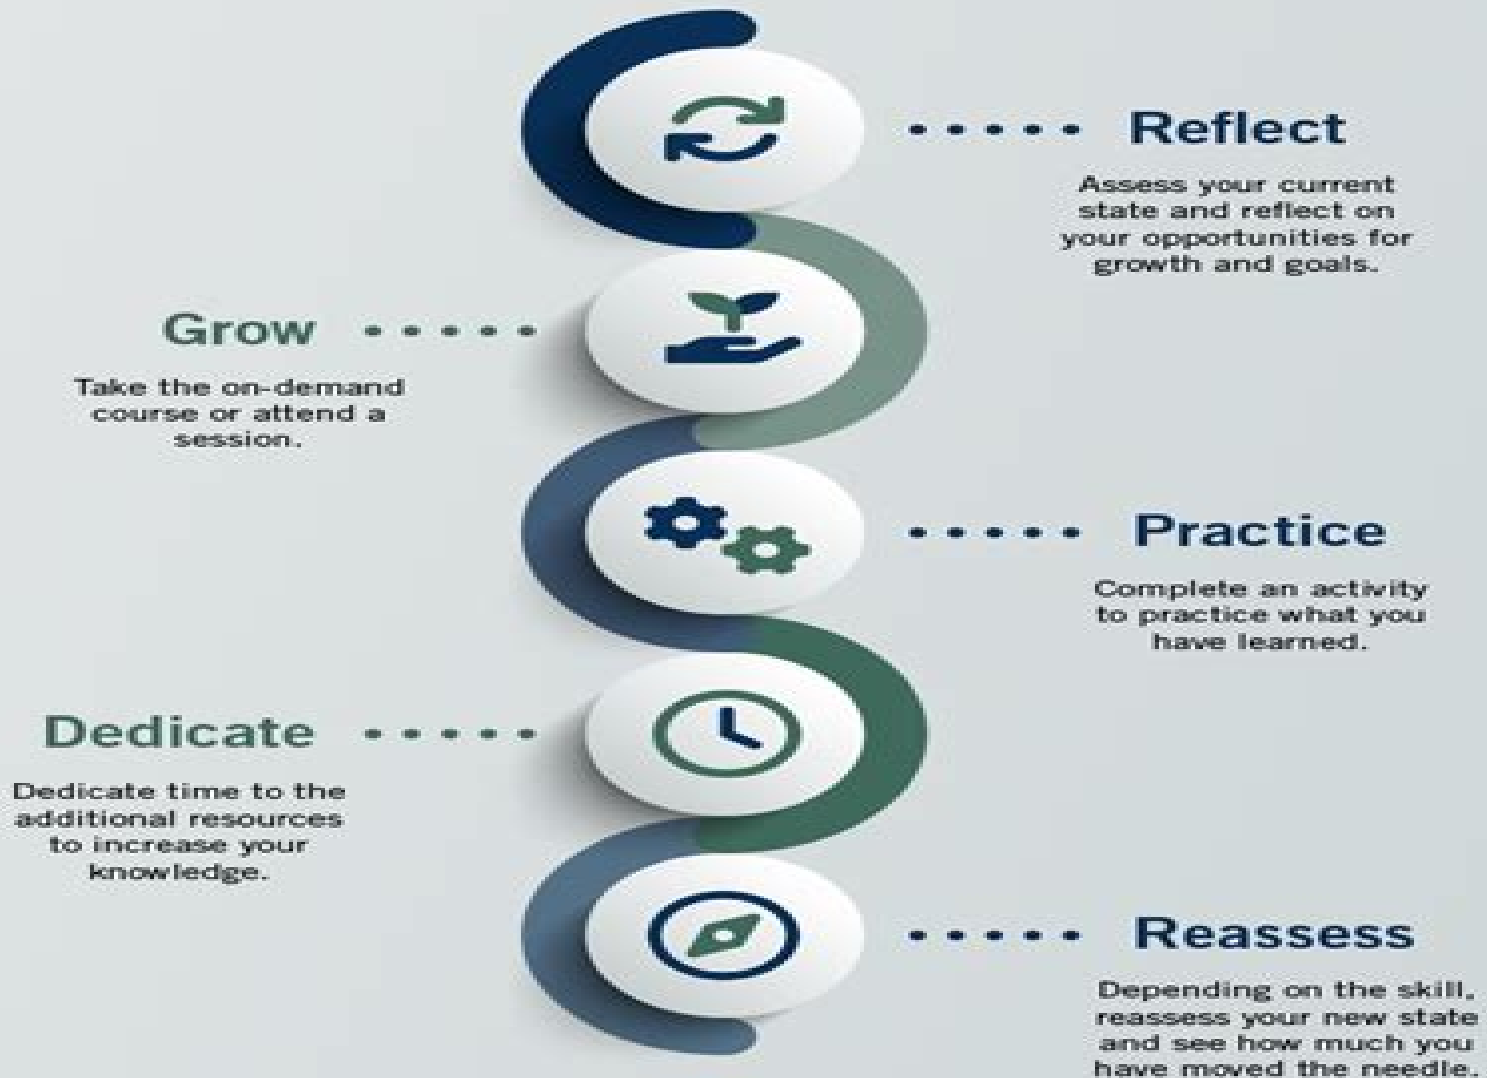 Reflect
Assess your current
state and reflect on
your opportunities for
growth and goals.
Grow
Take the on-demand
course or attend a
session.
Practice
Complete an activity
to practice what you
have learned.
Dedicate
Dedicate time to the
additional resources
to increase your
knowledge.
Reassess
Depending on the skill,
reassess your new state
and see how much you
have moved the needle.